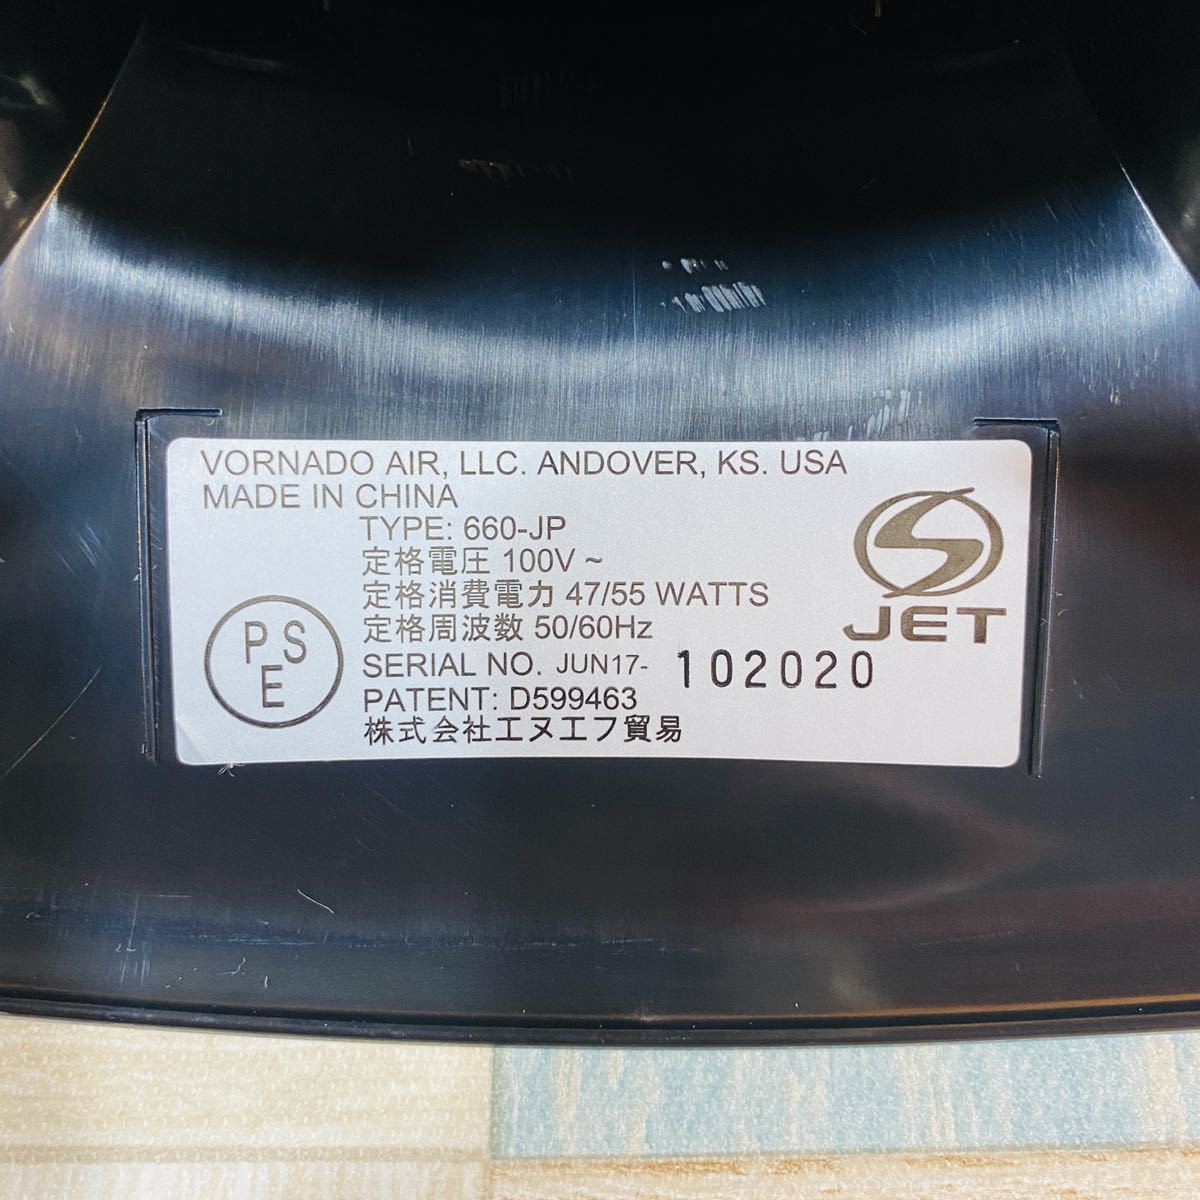 VORNADO AIR, LLC. ANDOVER, KS. USA
MADE IN CHINA
TYPE: 660-JP
定格電圧 100V ~
定格消費電力 47/55 WATTS
定格周波数 50/60Hz
SERIAL NO. JUN17- 102020
PATENT: D599463
株式会社エヌエフ貿易
PSE
S
JET